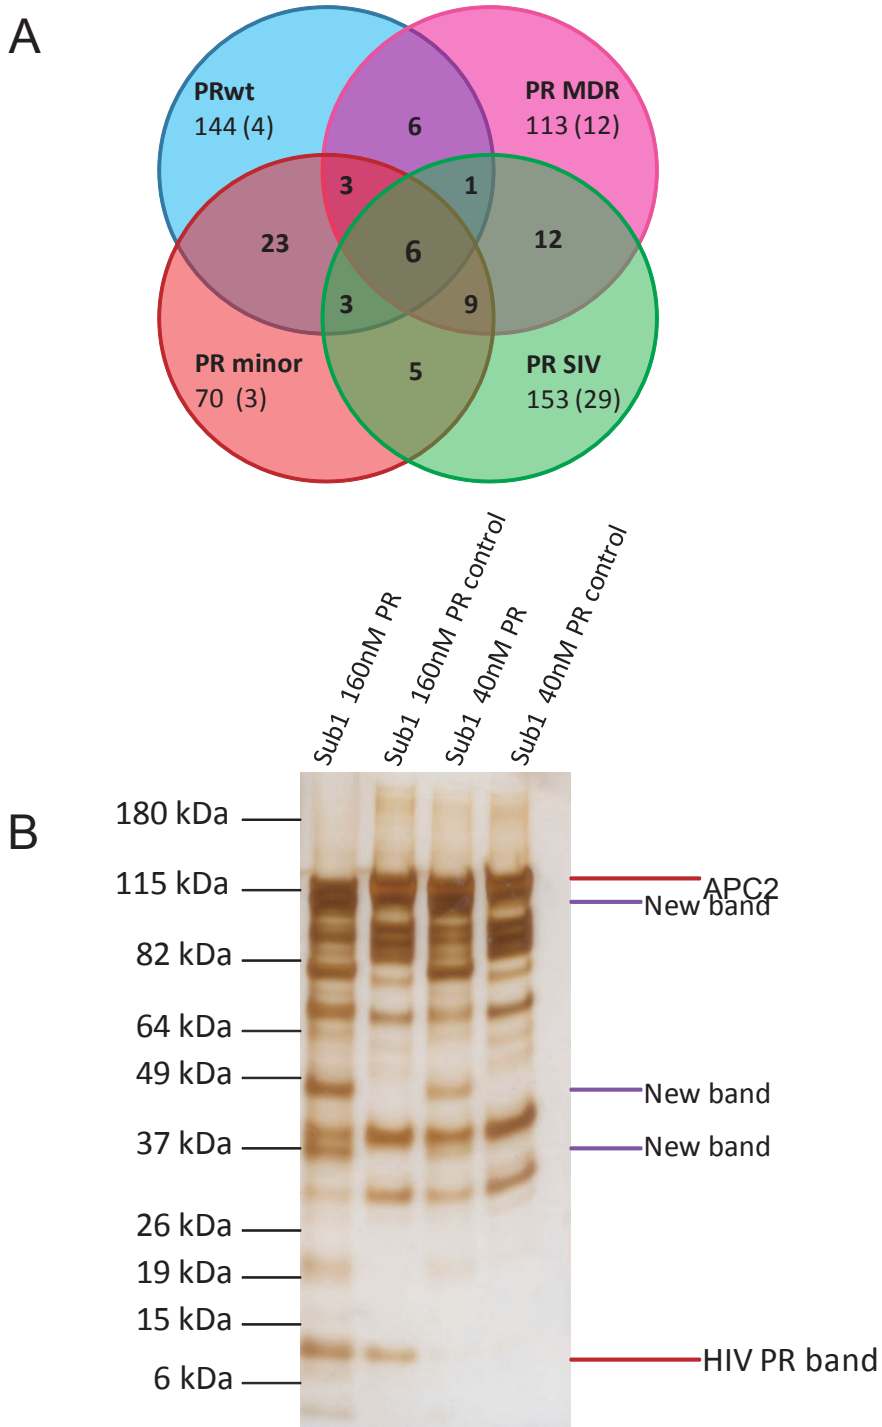 A
PRwt
144 (4)
PR MDR
113 (12)
6
3
1
23
6
12
3
9
PR minor
70 (3)
5
PR SIV
153 (29)
Sub1 160nM PR
Sub1 160nM PR control
Sub1 40nM PR
Sub1 40nM PR control
B
180 kDa
115 kDa
82 kDa
64 kDa
49 kDa
37 kDa
26 kDa
19 kDa
15 kDa
6 kDa
APC2
New band
New band
New band
HIV PR band